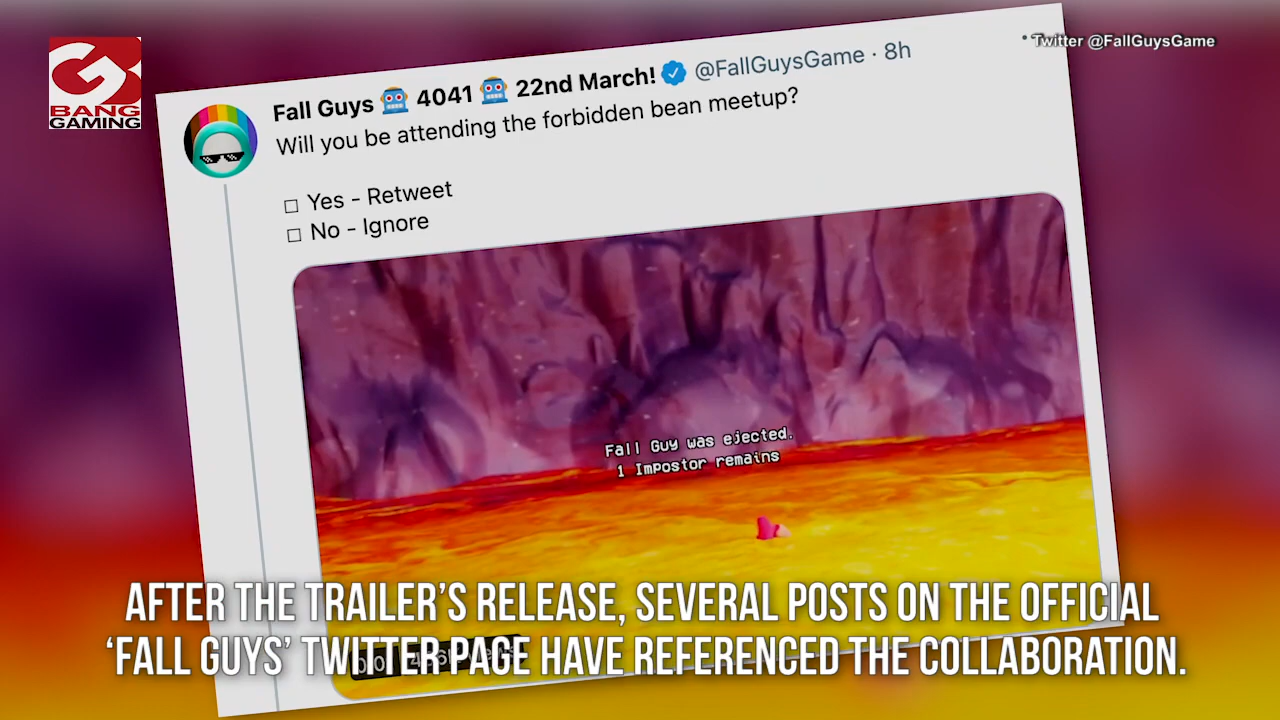 BANG
GAMING
Twitter @FallGuysGame
Fall Guys 🤖 4041 🤖 22nd March! @FallGuysGame · 8h
Will you be attending the forbidden bean meetup?
☐ Yes - Retweet
☐ No - Ignore
Fall Guy was ejected.
1 Impostor remains
AFTER THE TRAILER'S RELEASE, SEVERAL POSTS ON THE OFFICIAL
'FALL GUYS' TWITTER PAGE HAVE REFERENCED THE COLLABORATION.